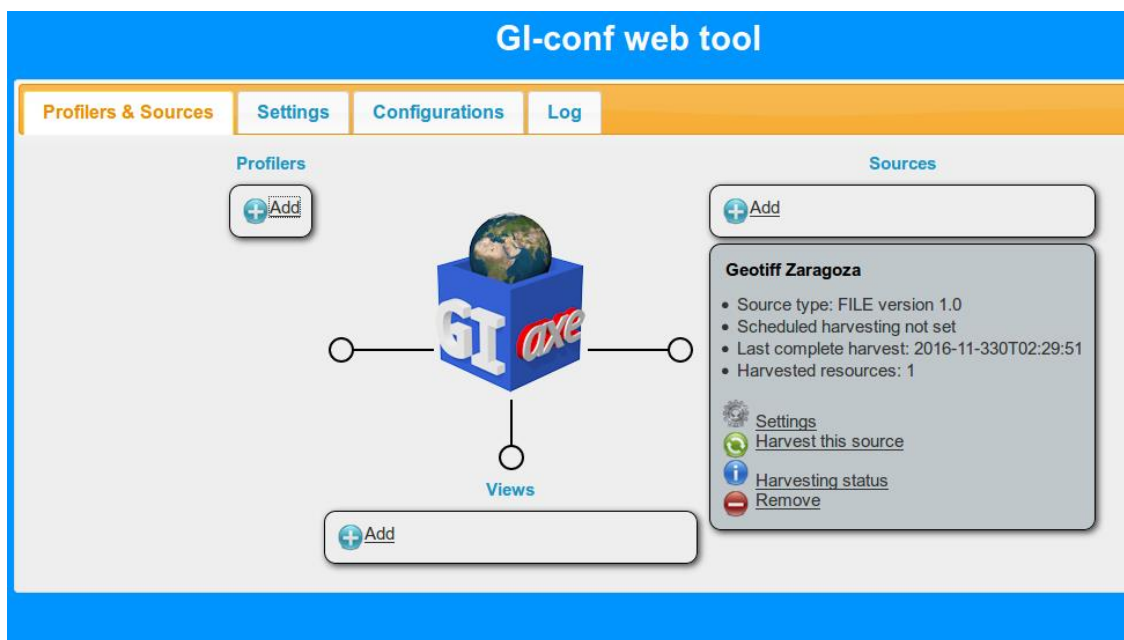 GI-conf web tool
Profilers & Sources
Settings
Configurations
Log
Profilers
Add
Sources
Add
GI
axe
Geotiff Zaragoza
Source type: FILE version 1.0
Scheduled harvesting not set
Last complete harvest: 2016-11-330T02:29:51
Harvested resources: 1
Settings
Harvest this source
Harvesting status
Remove
Views
Add